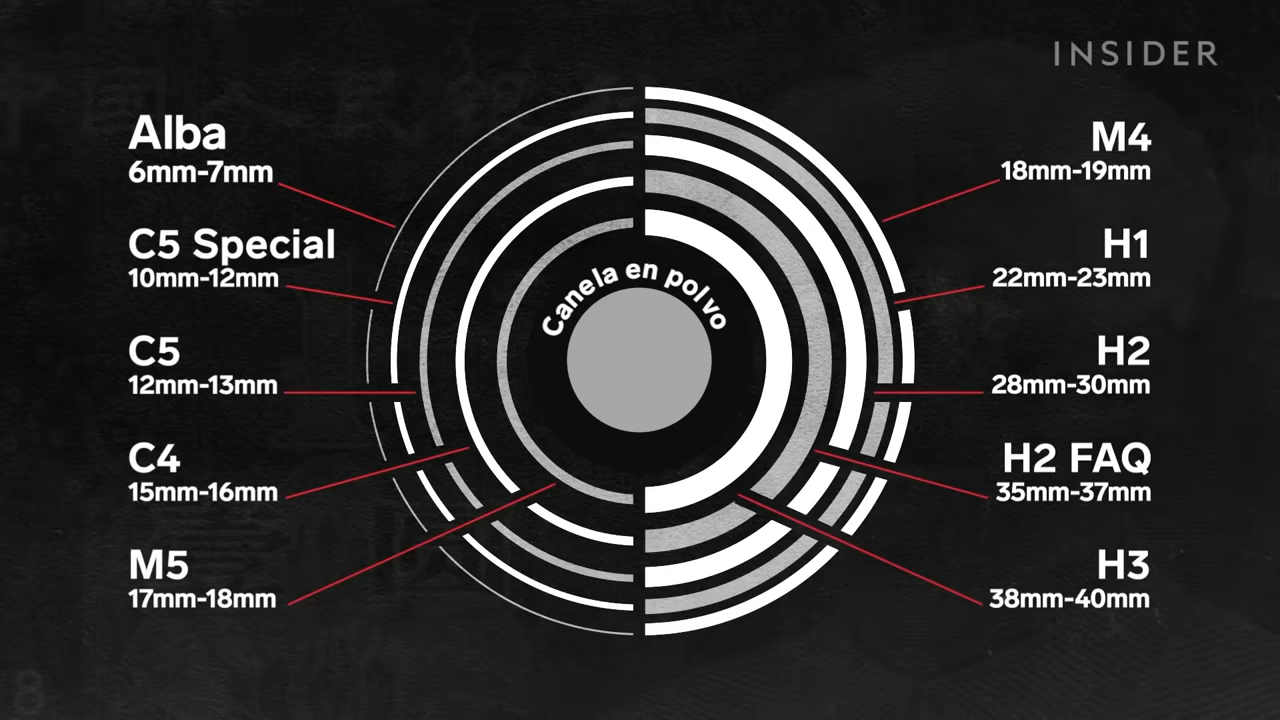 INSIDER
Alba
6mm-7mm
C5 Special
10mm-12mm
C5
12mm-13mm
C4
15mm-16mm
M5
17mm-18mm
Canela en polvo
M4
18mm-19mm
H1
22mm-23mm
H2
28mm-30mm
H2 FAQ
35mm-37mm
H3
38mm-40mm
8